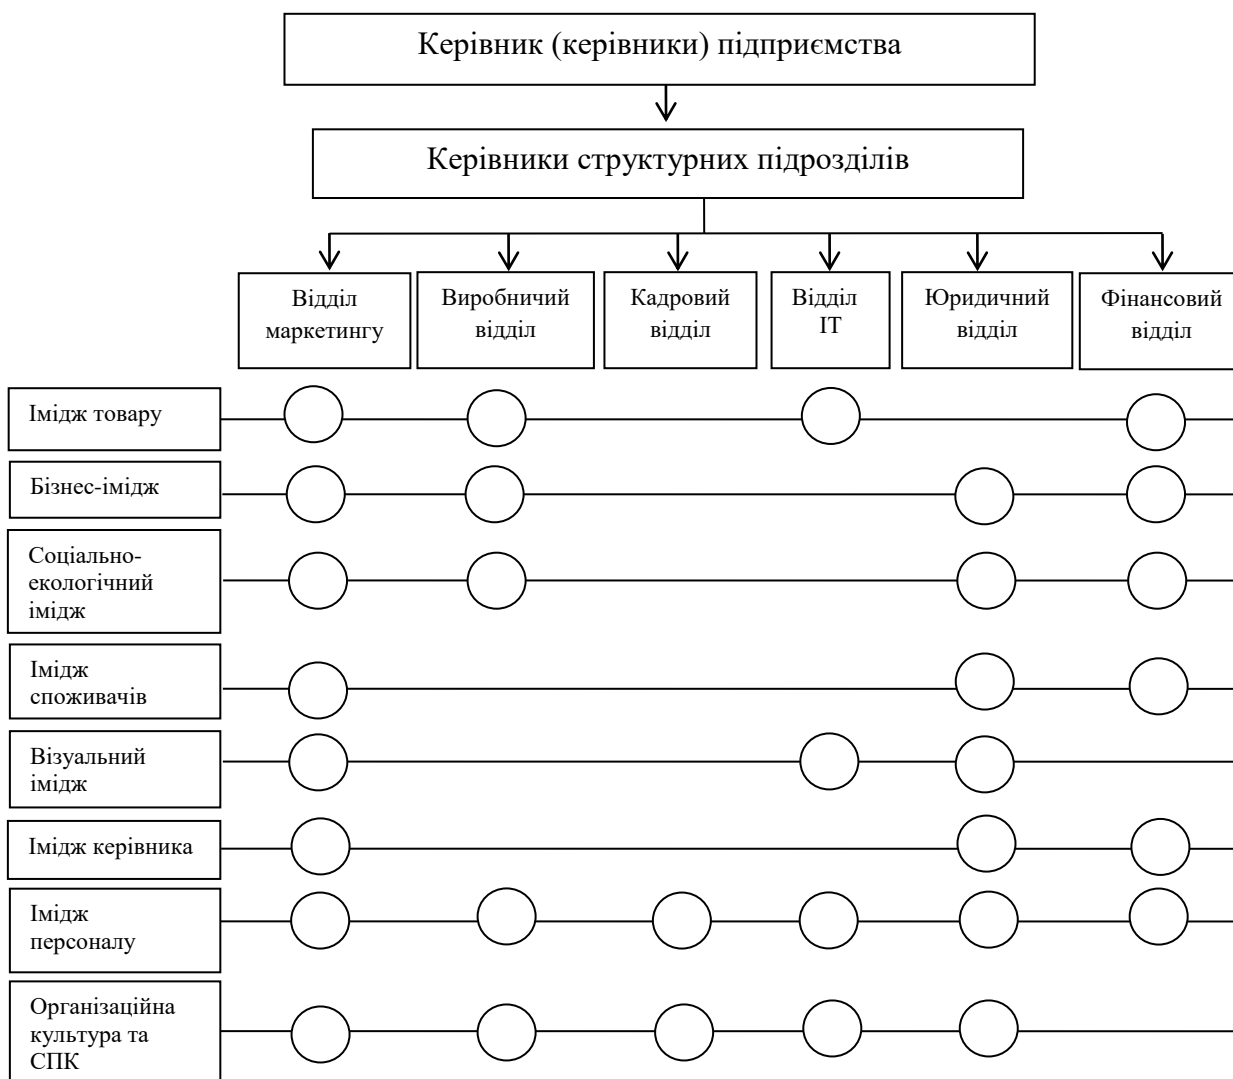 Керівник (керівники) підприємства
Керівники структурних підрозділів
Відділ
маркетингу
Виробничий
відділ
Кадровий
відділ
Відділ
ІТ
Юридичний
відділ
Фінансовий
відділ
Імідж товару
Бізнес-імідж
Соціально-
екологічний
імідж
Імідж
споживачів
Візуальний
імідж
Імідж керівника
Імідж
персоналу
Організаційна
культура та
СПК